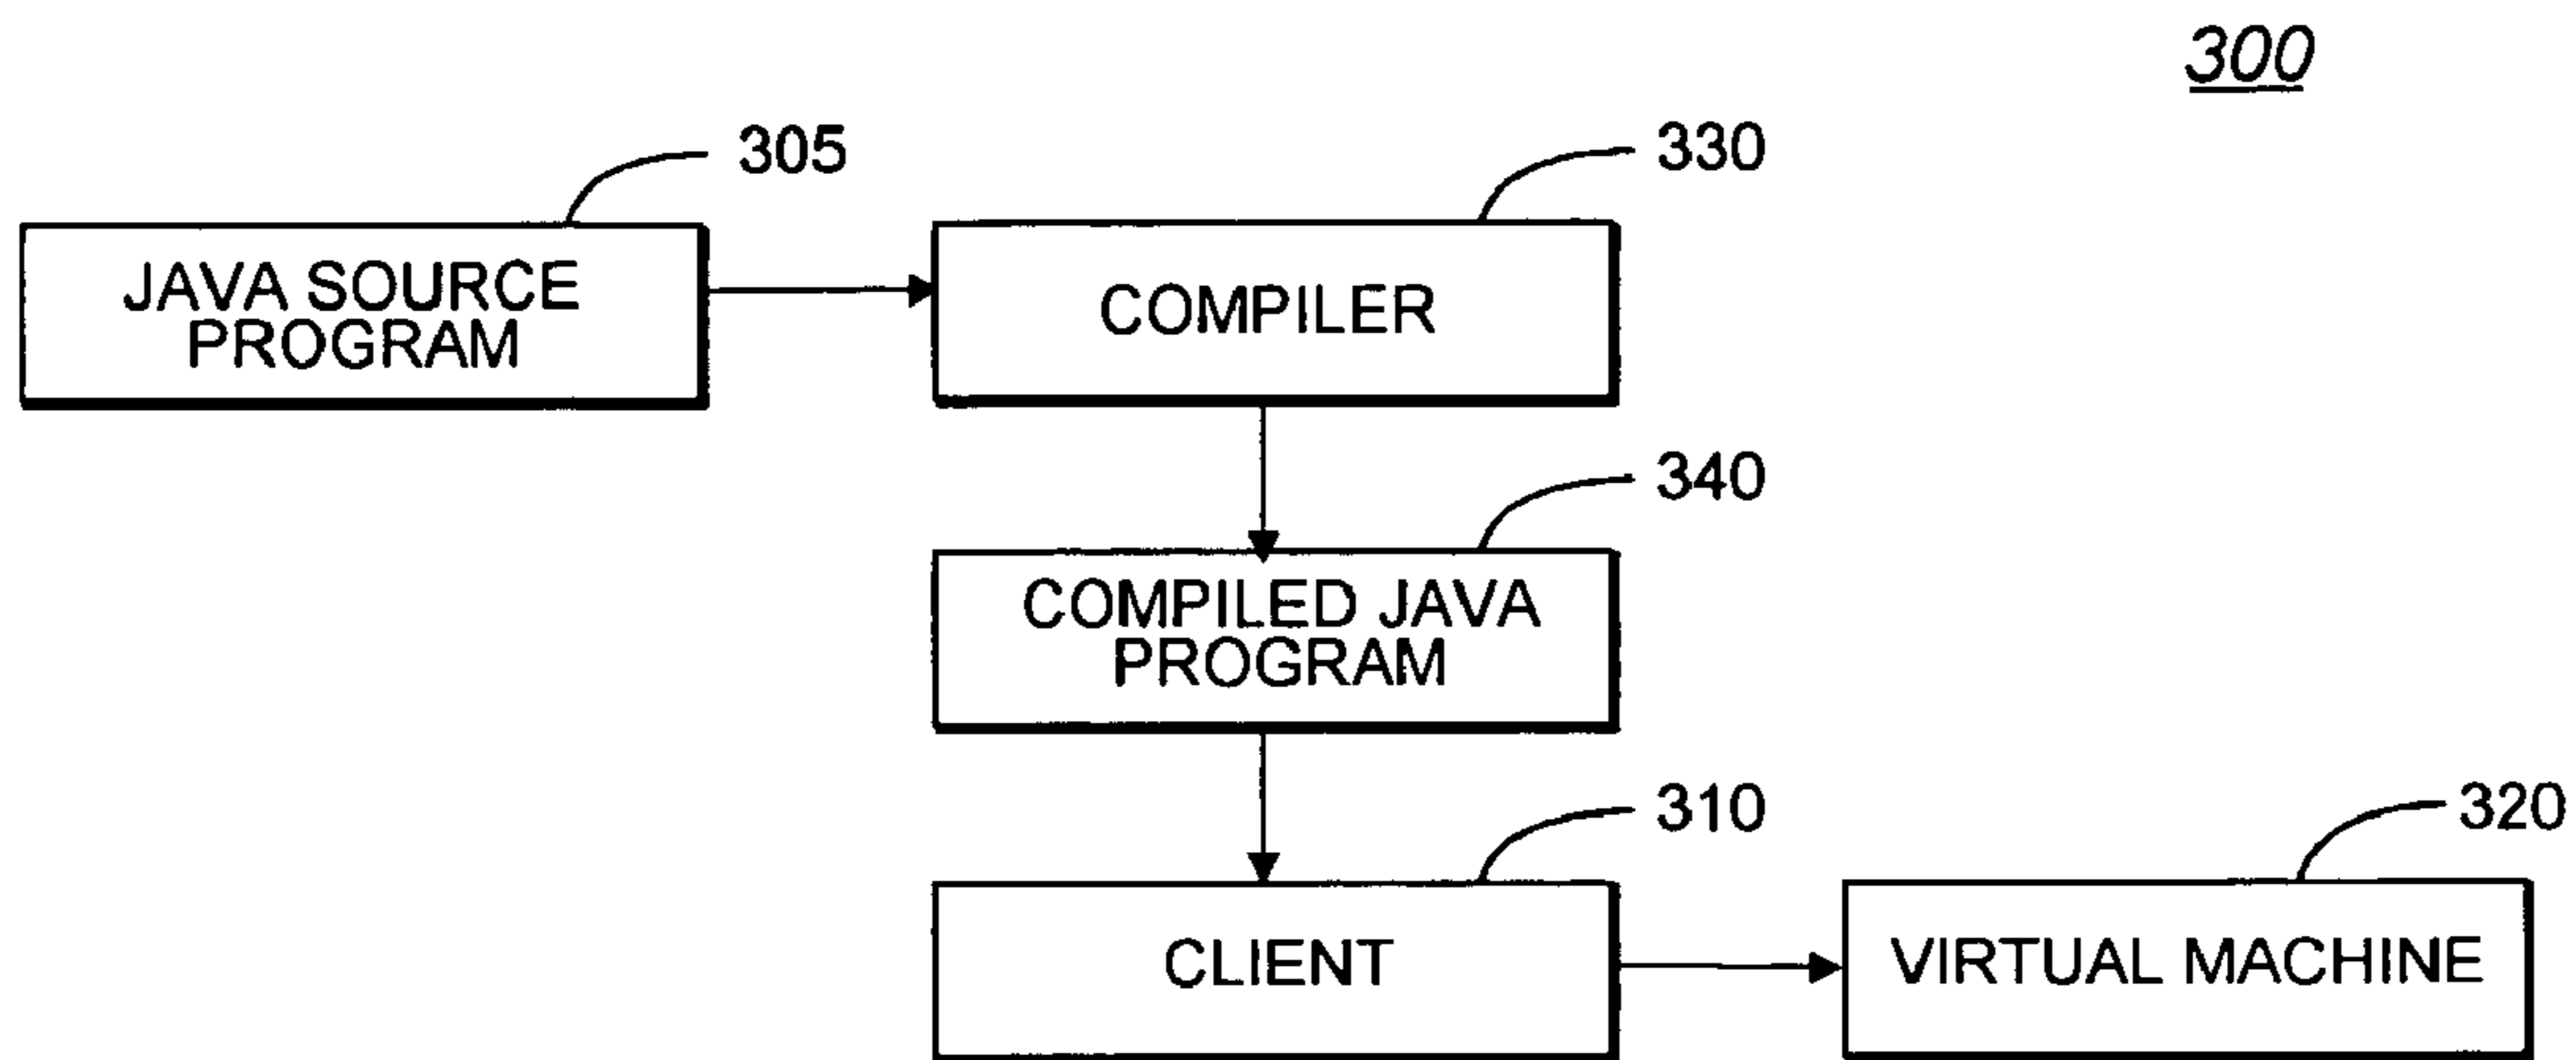 300
305
330
JAVA SOURCE
PROGRAM
COMPILER
340
COMPILED JAVA
PROGRAM
310
320
CLIENT
VIRTUAL MACHINE